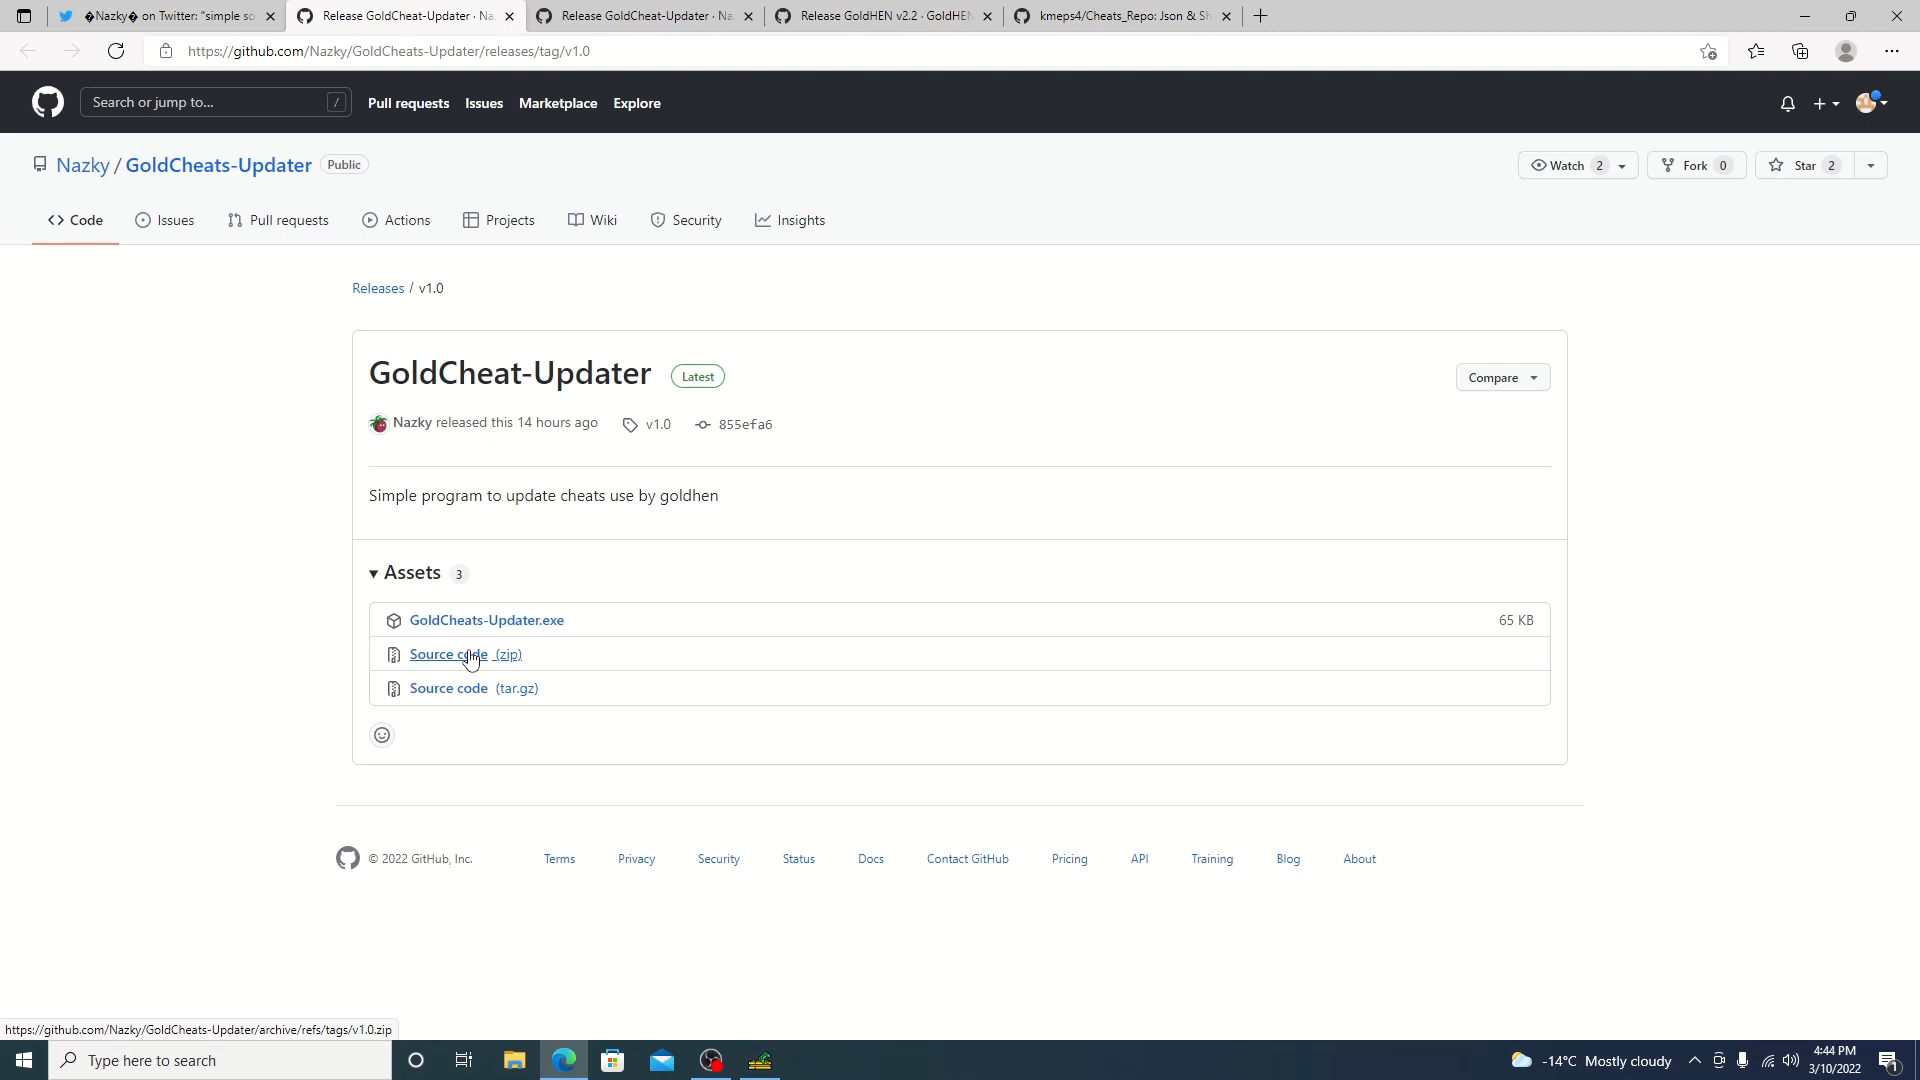 �Nazky� on Twitter: "simple so
Release GoldCheat-Updater · Na
Release GoldCheat-Updater · Na
Release GoldHEN v2.2 · GoldHEN
kmeps4/Cheats_Repo: Json & Sh
https://github.com/Nazky/GoldCheats-Updater/releases/tag/v1.0
Search or jump to... /
Pull requests Issues Marketplace Explore
Nazky / GoldCheats-Updater Public
Watch 2 Fork 0 Star 2
Code Issues Pull requests Actions Projects Wiki Security Insights
Releases / v1.0
GoldCheat-Updater Latest
Compare
Nazky released this 14 hours ago v1.0 855efa6
Simple program to update cheats use by goldhen
Assets 3
GoldCheats-Updater.exe 65 KB
Source code (zip)
Source code (tar.gz)
© 2022 GitHub, Inc. Terms Privacy Security Status Docs Contact GitHub Pricing API Training Blog About
https://github.com/Nazky/GoldCheats-Updater/archive/refs/tags/v1.0.zip
Type here to search
-14°C Mostly cloudy
4:44 PM
3/10/2022
1